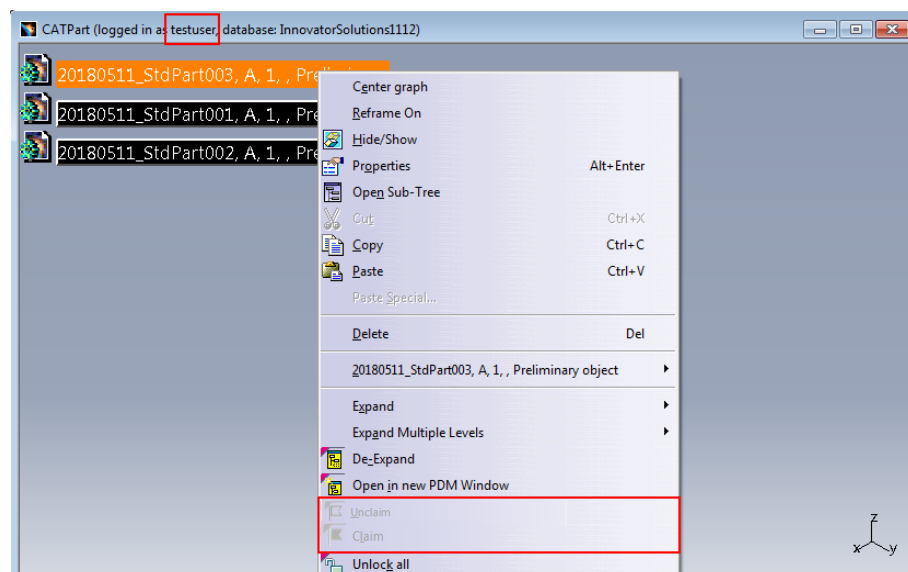 CATPart (logged in as testuser, database: InnovatorSolutions1112)
20180511_StdPart003, A, 1, , Preliminary
20180511_StdPart001, A, 1, , Pre
20180511_StdPart002, A, 1, , Pre
Center graph
Reframe On
Hide/Show
Properties Alt+Enter
Open Sub-Tree
Cut Ctrl+X
Copy Ctrl+C
Paste Ctrl+V
Paste Special...
Delete Del
20180511_StdPart003, A, 1, , Preliminary object
Expand
Expand Multiple Levels
De-Expand
Open in new PDM Window
Unclaim
Claim
Unlock all
z
x y